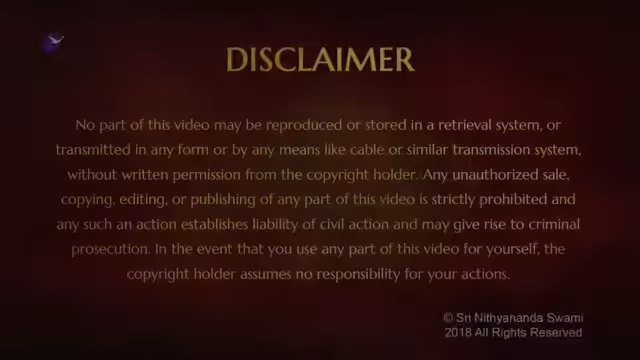 DISCLAIMER
No part of this video may be reproduced or stored in a retrieval system, or
transmitted in any form or by any means like cable or similar transmission system,
without written permission from the copyright holder. Any unauthorized sale,
copying, editing, or publishing of any part of this video is strictly prohibited and
any such an action establishes liability of civil action and may give rise to criminal
prosecution. In the event that you use any part of this video for yourself, the
copyright holder assumes no responsibility for your actions.
© Sri Nithyananda Swami
2018 All Rights Reserved